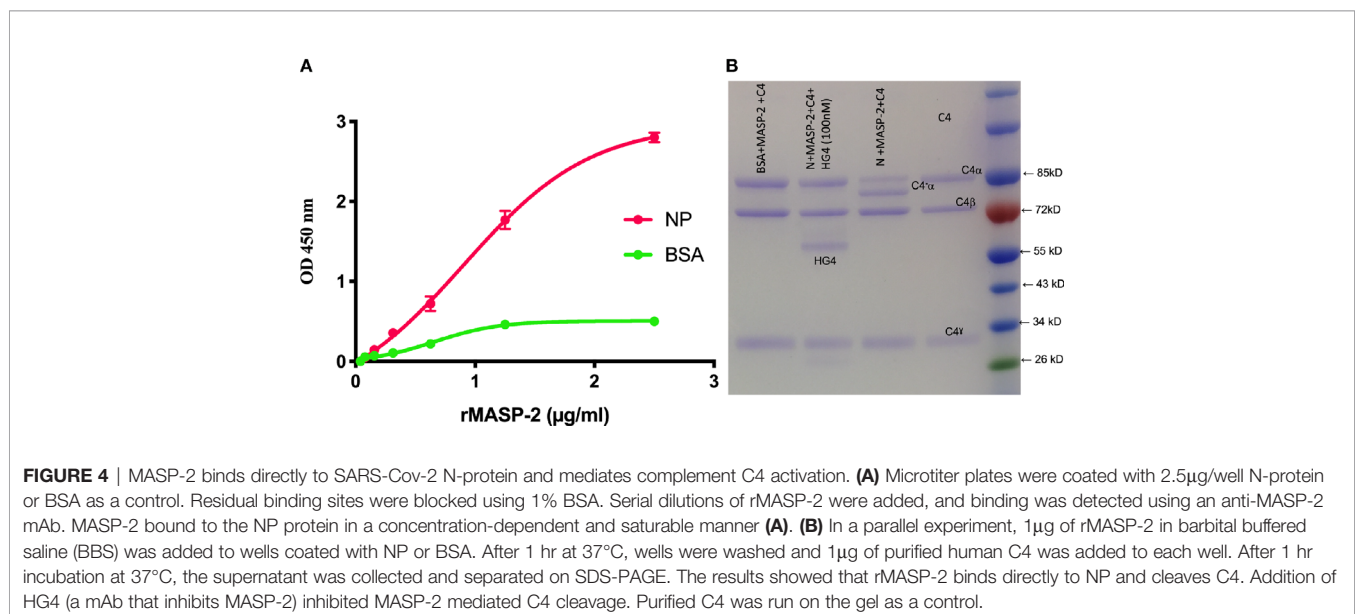 A
B
3
2
1
0
OD 450 nm
0
1
2
3
rMASP-2 (µg/ml)
NP
BSA
BSA+MASP-2 +C4
N+MASP-2+C4+
HG4 (100nM)
N +MASP-2+C4
C4
C4α
C4'α
C4β
HG4
C4γ
← 85kD
← 72kD
← 55 kD
← 43 kD
← 34 kD
← 26 kD
FIGURE 4 | MASP-2 binds directly to SARS-Cov-2 N-protein and mediates complement C4 activation. (A) Microtiter plates were coated with 2.5µg/well N-protein
or BSA as a control. Residual binding sites were blocked using 1% BSA. Serial dilutions of rMASP-2 were added, and binding was detected using an anti-MASP-2
mAb. MASP-2 bound to the NP protein in a concentration-dependent and saturable manner (A). (B) In a parallel experiment, 1µg of rMASP-2 in barbital buffered
saline (BBS) was added to wells coated with NP or BSA. After 1 hr at 37°C, wells were washed and 1µg of purified human C4 was added to each well. After 1 hr
incubation at 37°C, the supernatant was collected and separated on SDS-PAGE. The results showed that rMASP-2 binds directly to NP and cleaves C4. Addition of
HG4 (a mAb that inhibits MASP-2) inhibited MASP-2 mediated C4 cleavage. Purified C4 was run on the gel as a control.